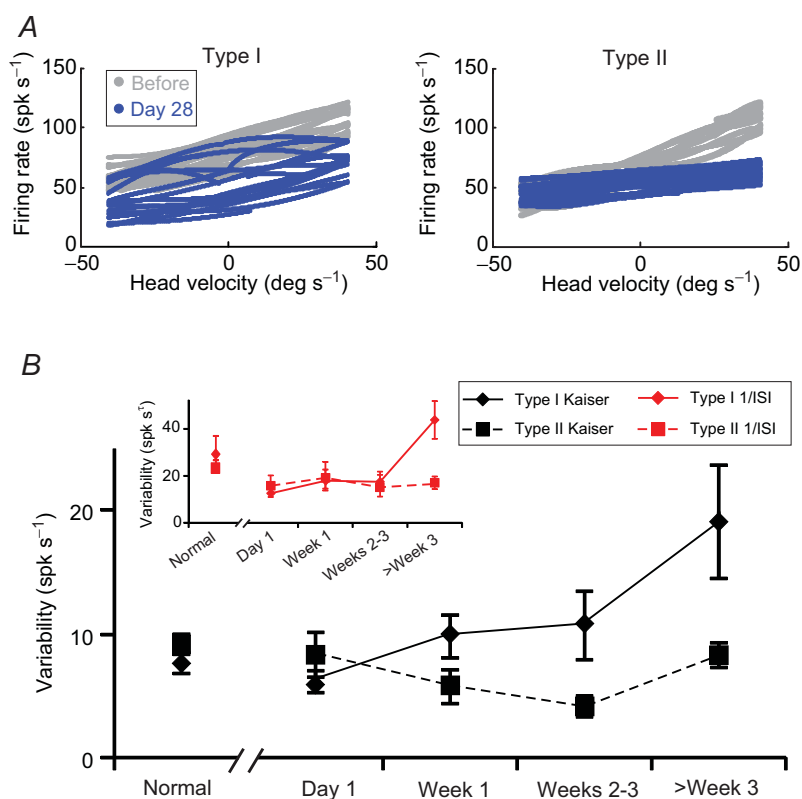 A
Type I
Type II
Firing rate (spk s⁻¹)
150
100
50
0
Before
Day 28
−50
0
50
Head velocity (deg s⁻¹)
Firing rate (spk s⁻¹)
150
100
50
0
−50
0
50
Head velocity (deg s⁻¹)
B
Type I Kaiser
Type I 1/ISI
Type II Kaiser
Type II 1/ISI
Variability (spk s⁻¹)
40
20
0
Normal
Day 1
Week 1
Weeks 2-3
>Week 3
Variability (spk s⁻¹)
20
10
0
Normal
Day 1
Week 1
Weeks 2-3
>Week 3